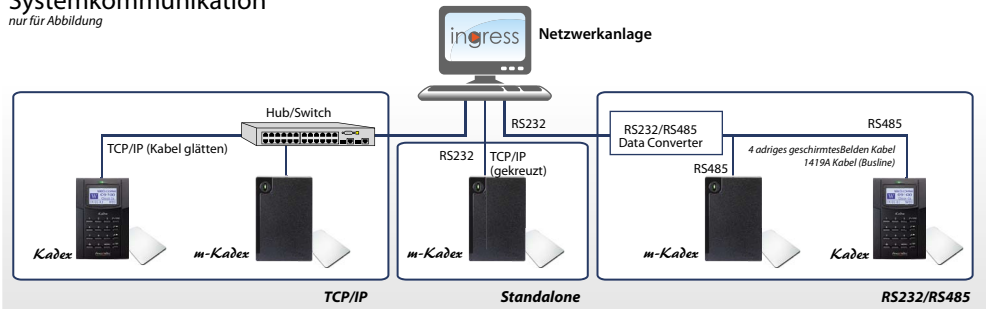 Systemkommunikation
nur für Abbildung
ingress
Netzwerkanlage
Hub/Switch
TCP/IP (Kabel glätten)
Kadex
m-Kadex
TCP/IP
RS232
RS232
TCP/IP
(gekreuzt)
m-Kadex
Standalone
RS232/RS485
Data Converter
RS485
RS485
4 adriges geschirmtesBelden Kabel
1419A Kabel (Busline)
m-Kadex
Kadex
RS232/RS485